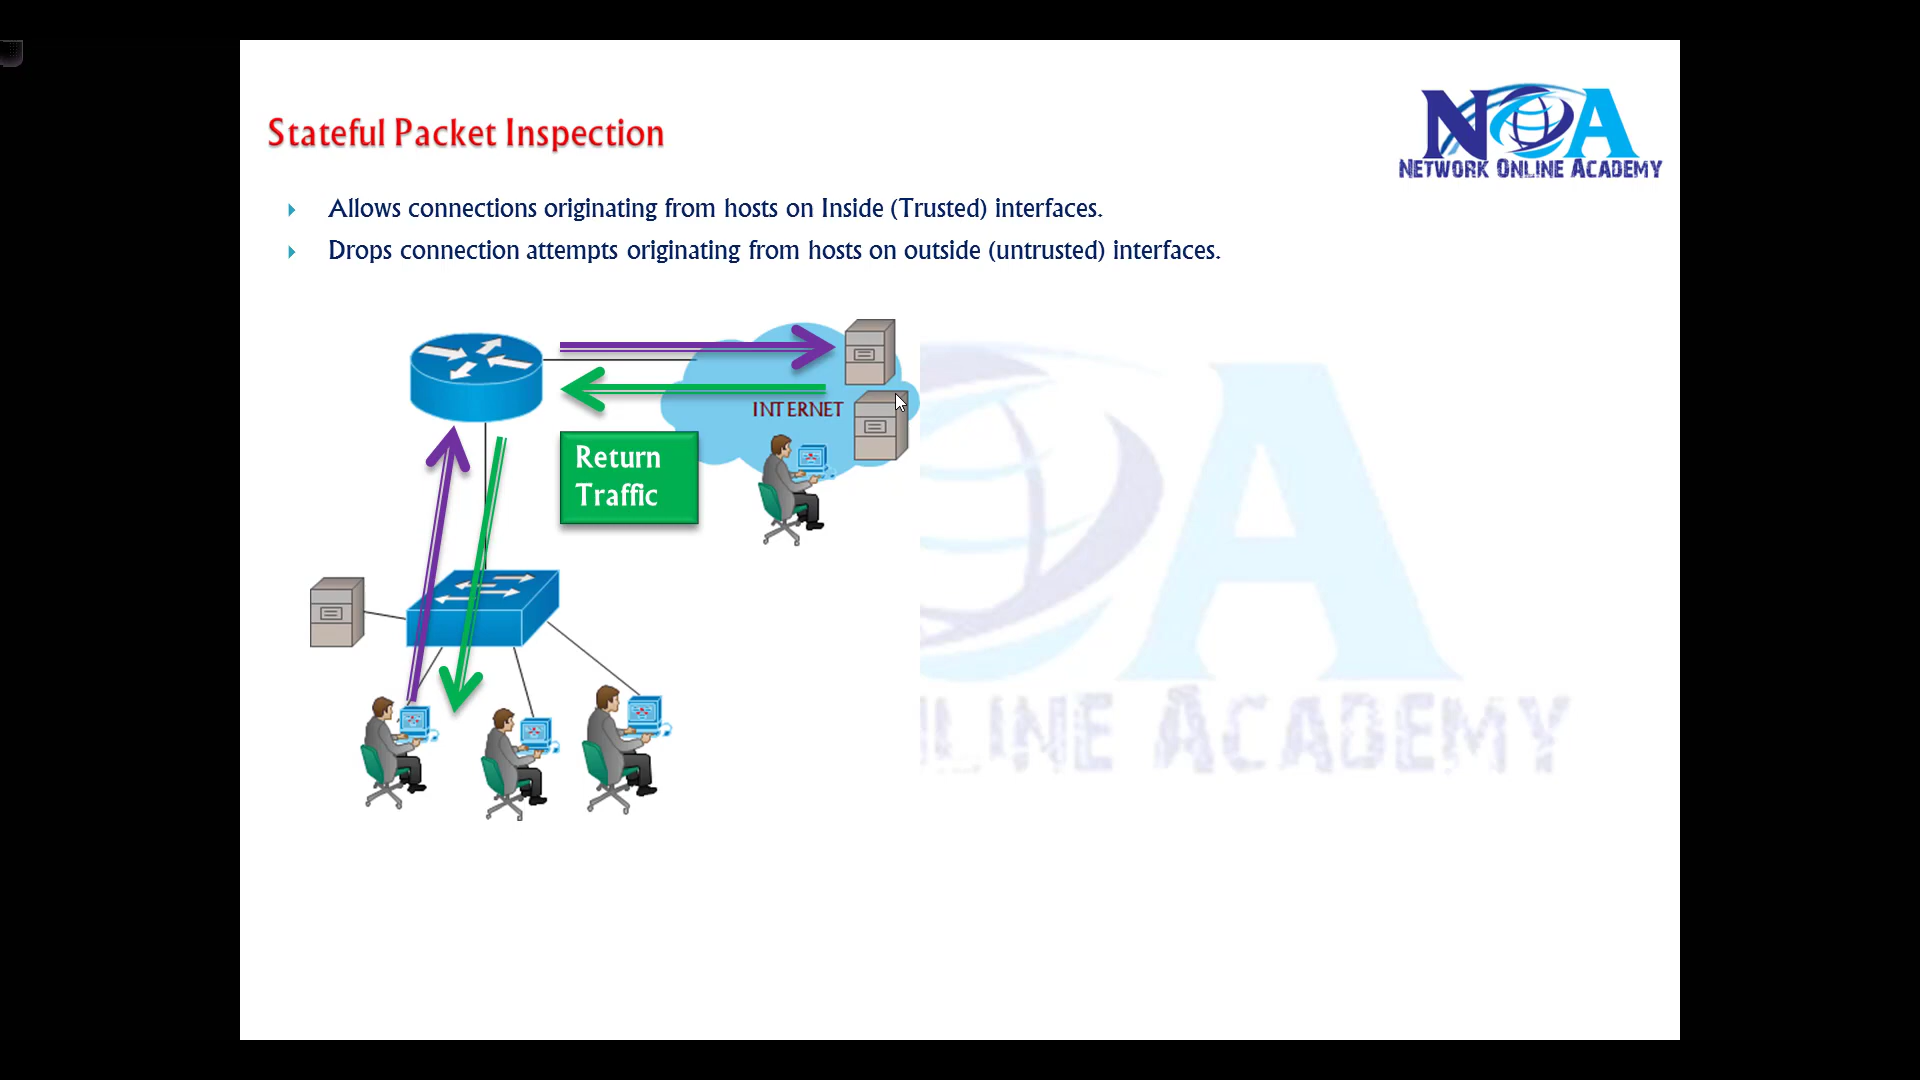 Stateful Packet Inspection
NOA
NETWORK ONLINE ACADEMY
Allows connections originating from hosts on Inside (Trusted) interfaces.
Drops connection attempts originating from hosts on outside (untrusted) interfaces.
INTERNET
Return
Traffic
A
LINE ACADEMY